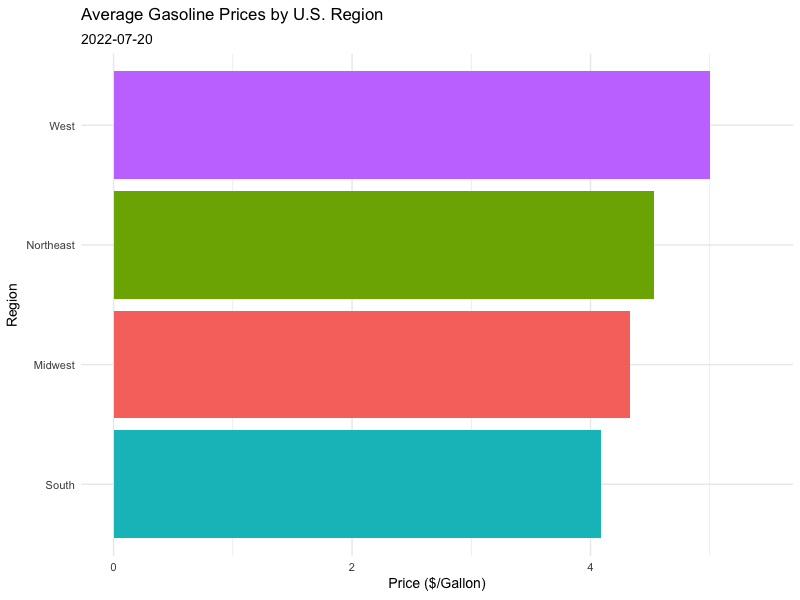 Average Gasoline Prices by U.S. Region
2022-07-20
West
Northeast
Midwest
South
Region
0 2 4
Price ($/Gallon)